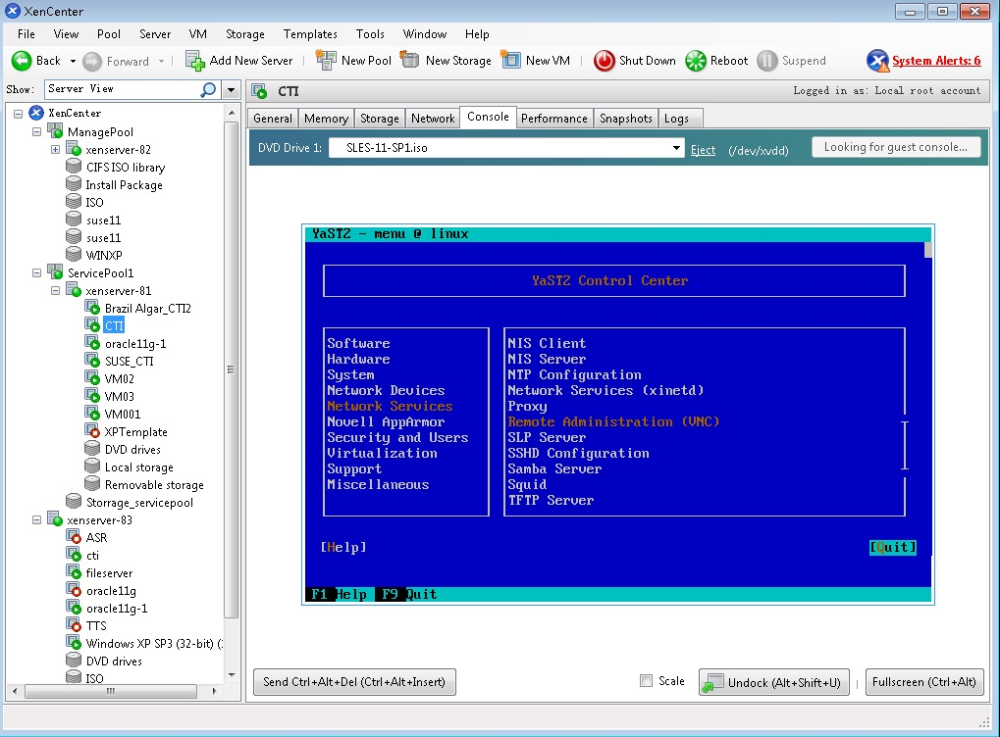 XenCenter
File View Pool Server VM Storage Templates Tools Window Help
Back Forward Add New Server New Pool New Storage New VM Shut Down Reboot Suspend System Alerts: 6
Show: Server View
CTI Logged in as: Local root account
XenCenter
ManagePool
xenserver-82
CIFS ISO library
Install Package
ISO
suse11
suse11
WINXP
ServicePool1
xenserver-81
Brazil Algar_CTI2
CTI
oracle11g-1
SUSE_CTI
VM02
VM03
VM001
XPTemplate
DVD drives
Local storage
Removable storage
Storrage_servicepool
xenserver-83
ASR
cti
fileserver
oracle11g
oracle11g-1
TTS
Windows XP SP3 (32-bit) (
DVD drives
ISO
General Memory Storage Network Console Performance Snapshots Logs
DVD Drive 1: SLES-11-SP1.iso Eject (/dev/xvdd) Looking for guest console...
YaST2 - menu @ linux
YaST2 Control Center
Software
Hardware
System
Network Devices
Network Services
Novell AppArmor
Security and Users
Virtualization
Support
Miscellaneous
NIS Client
NIS Server
NTP Configuration
Network Services (xinetd)
Proxy
Remote Administration (VNC)
SLP Server
SSHD Configuration
Samba Server
Squid
TFTP Server
[Help] [Quit]
F1 Help F9 Quit
Send Ctrl+Alt+Del (Ctrl+Alt+Insert) Scale Undock (Alt+Shift+U) Fullscreen (Ctrl+Alt)